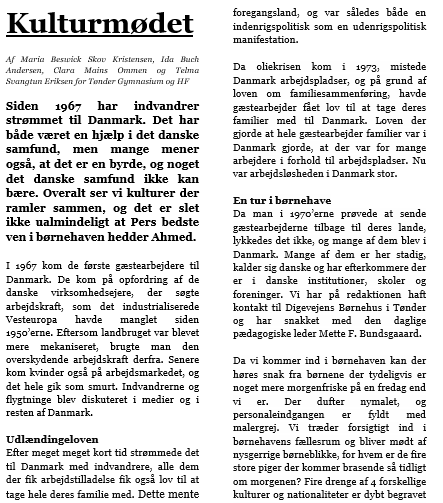 Kulturmødet
Af Maria Beswick Skov Kristensen, Ida Buch
Andersen, Clara Mains Ommen og Telma
Svangtun Eriksen for Tønder Gymnasium og HF
Siden 1967 har indvandrer
strømmet til Danmark. Det har
både været en hjælp i det danske
samfund, men mange mener
også, at det er en byrde, og noget
det danske samfund ikke kan
bære. Overalt ser vi kulturer der
ramler sammen, og det er slet
ikke ualmindeligt at Pers bedste
ven i børnehaven hedder Ahmed.
I 1967 kom de første gæstearbejdere til
Danmark. De kom på opfordring af de
danske virksomhedsejere, der søgte
arbejdskraft, som det industrialiserede
Vesteuropa havde manglet siden
1950'erne. Eftersom landbruget var blevet
mere mekaniseret, brugte man den
overskydende arbejdskraft derfra. Senere
kom kvinder også på arbejdsmarkedet, og
det hele gik som smurt. Indvandrerne og
flygtninge blev diskuteret i medier og i
resten af Danmark.
Udlændingeloven
Efter meget meget kort tid strømmede det
til Danmark med indvandrere, alle dem
der fik arbejdstilladelse fik også lov til at
tage hele deres familie med. Dette mente
foregangsland, og var således både en
indenrigspolitisk som en udenrigspolitisk
manifestation.
Da oliekrisen kom i 1973, mistede
Danmark arbejdspladser, og på grund af
loven om familiesammenføring, havde
gæstearbejder fået lov til at tage deres
familier med til Danmark. Loven der
gjorde at hele gæstearbejder familier var i
Danmark gjorde, at der var for mange
arbejdere i forhold til arbejdspladser. Nu
var arbejdsløsheden i Danmark stor.
En tur i børnehave
Da man i 1970'erne prøvede at sende
gæstearbejderne tilbage til deres lande,
lykkedes det ikke, og mange af dem blev i
Danmark. Mange af dem er her stadig,
kalder sig danske og har efterkommere der
er i danske institutioner, skoler og
foreninger. Vi har på redaktionen haft
kontakt til Digevejens Børnehus i Tønder
og har snakket med den daglige
pædagogiske leder Mette F. Bundsgaaard.
Da vi kommer ind i børnehaven kan der
høres snak fra børnene der tydeligvis er
noget mere morgenfriske på en fredag end
vi er. Der dufter nymalet, og
personaleindgangen er fyldt med
malergrej. Vi træder forsigtigt ind i
børnehavens fællesrum og bliver mødt af
nysgerrige børneblikke, for hvem er de fire
store piger der kommer brasende så tidligt
om morgenen? Fire drenge af 4 forskellige
kulturer og nationaliteter er dybt begravet